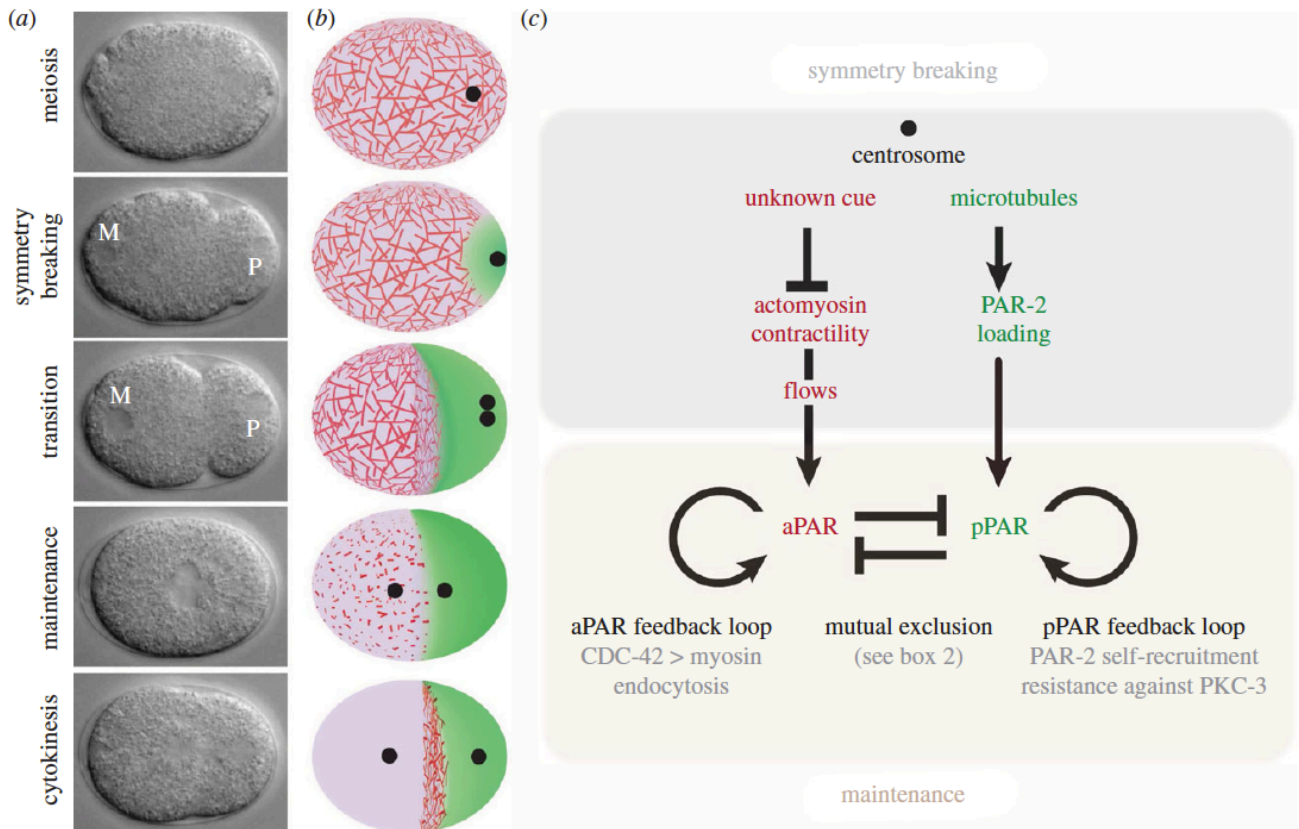 (a)
(b)
(c)
meiosis
symmetry
breaking
transition
maintenance
cytokinesis
M
P
M
P
symmetry breaking
centrosome
unknown cue
microtubules
actomyosin
contractility
PAR-2
loading
flows
aPAR
pPAR
aPAR feedback loop
CDC-42 > myosin
endocytosis
mutual exclusion
(see box 2)
pPAR feedback loop
PAR-2 self-recruitment
resistance against PKC-3
maintenance